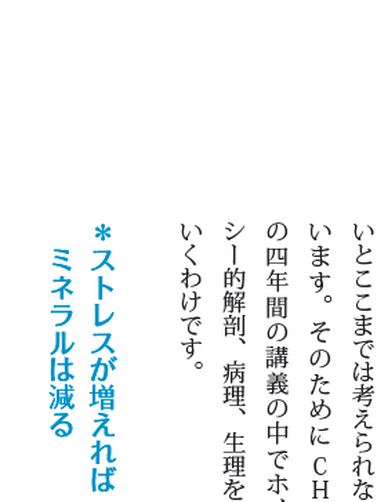 いとここまでは考えられな
います。そのためにCH
の四年間の講義の中でホ、
シー的解剖、病理、生理を
いくわけです。
＊ストレスが増えれば
ミネラルは減る